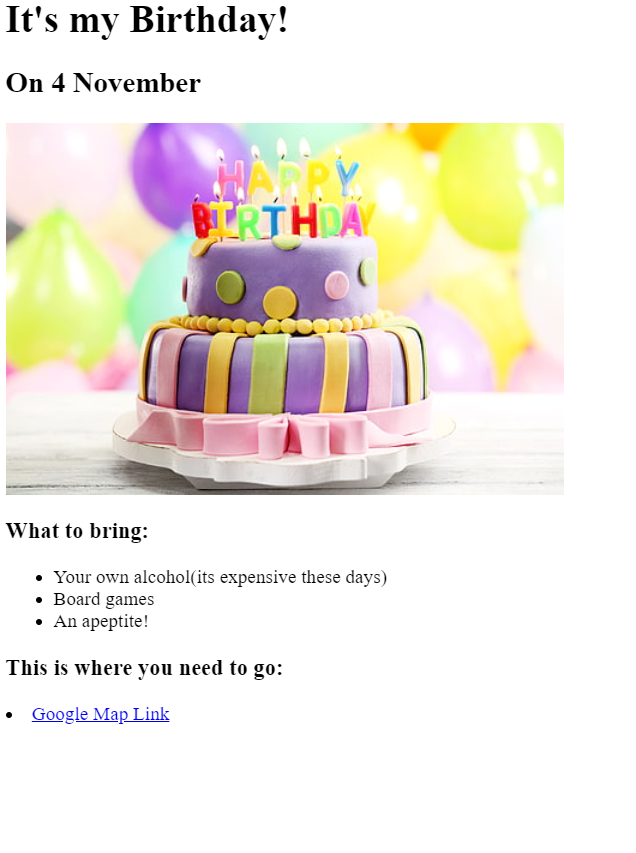 It's my Birthday!
On 4 November
HAPPY
BIRTHDAY
What to bring:
Your own alcohol(its expensive these days)
Board games
An apeptite!
This is where you need to go:
Google Map Link